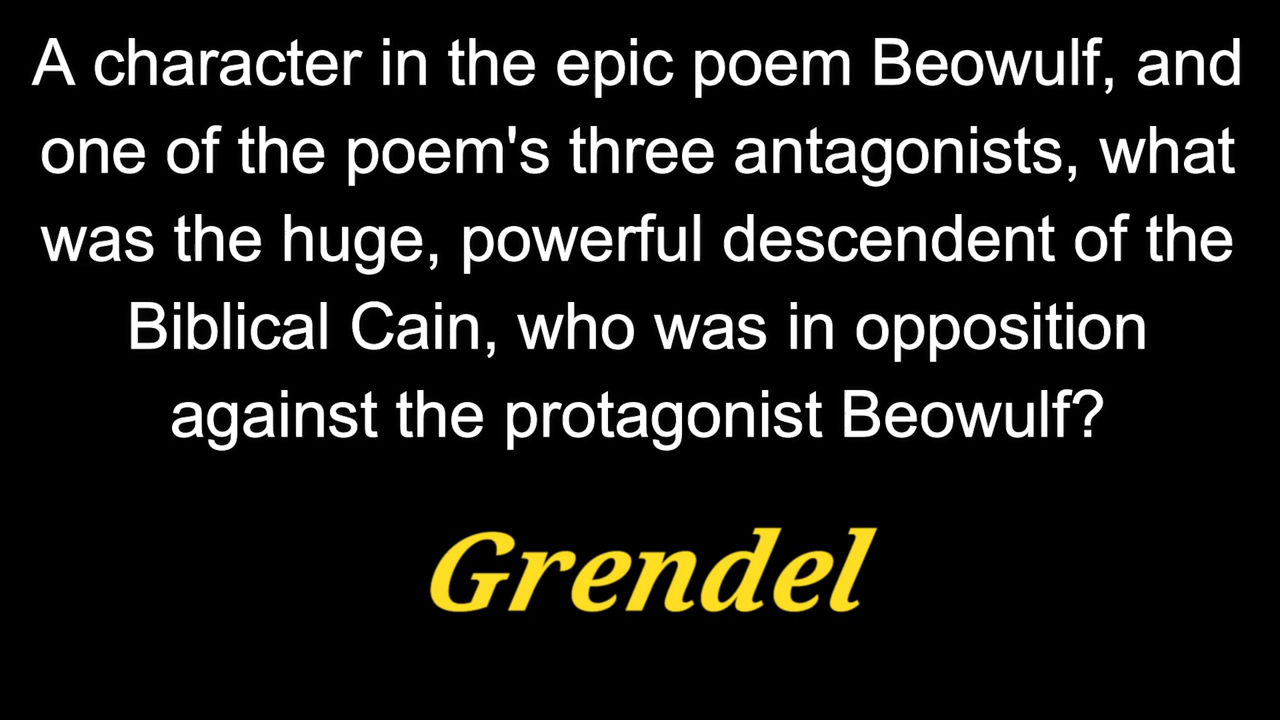 A character in the epic poem Beowulf, and
one of the poem's three antagonists, what
was the huge, powerful descendent of the
Biblical Cain, who was in opposition
against the protagonist Beowulf?
Grendel